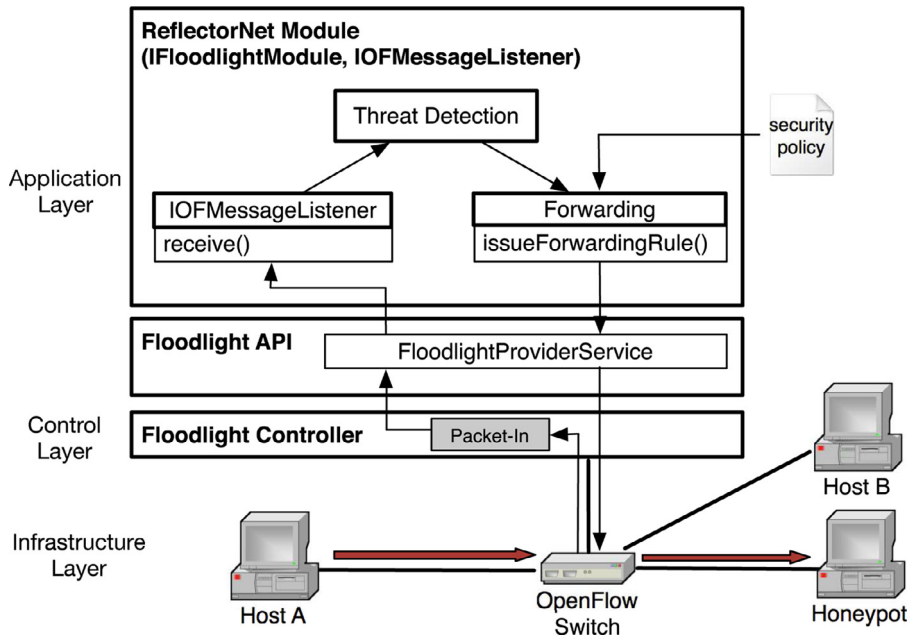 ReflectorNet Module
(IFloodlightModule, IOFMessageListener)
Threat Detection
security
policy
Application
Layer
IOFMessageListener
receive()
Forwarding
issueForwardingRule()
Floodlight API
FloodlightProviderService
Control
Layer
Floodlight Controller
Packet-In
Host B
Infrastructure
Layer
Host A
OpenFlow
Switch
Honeypot